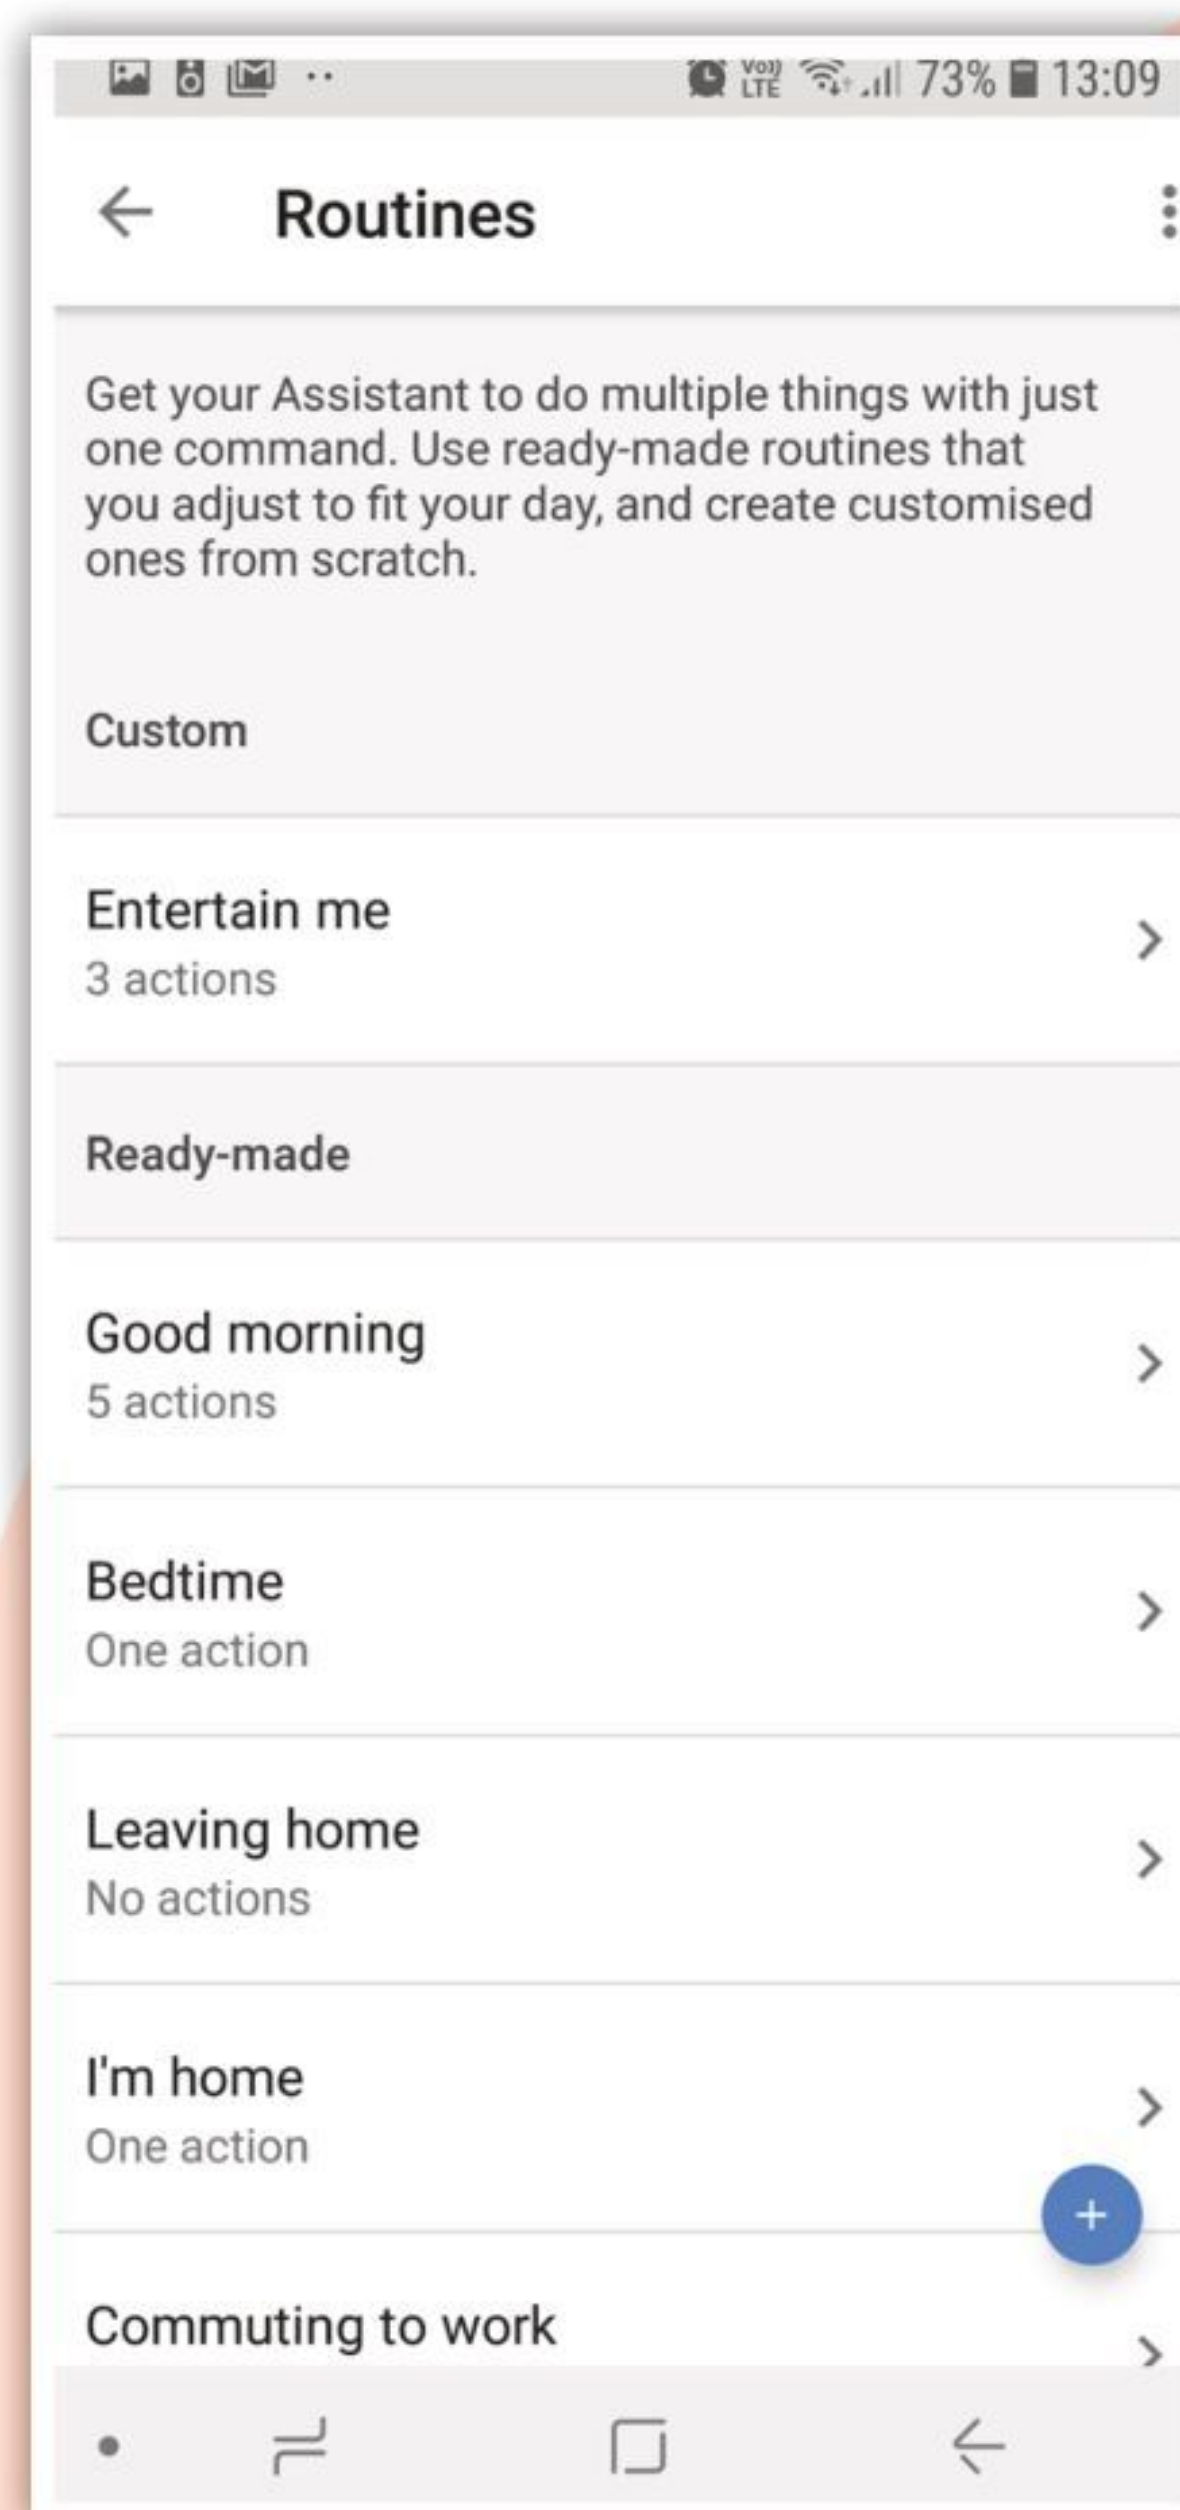 Vo)) LTE 73% 13:09
Routines
Get your Assistant to do multiple things with just
one command. Use ready-made routines that
you adjust to fit your day, and create customised
ones from scratch.
Custom
Entertain me
3 actions
Ready-made
Good morning
5 actions
Bedtime
One action
Leaving home
No actions
I'm home
One action
Commuting to work